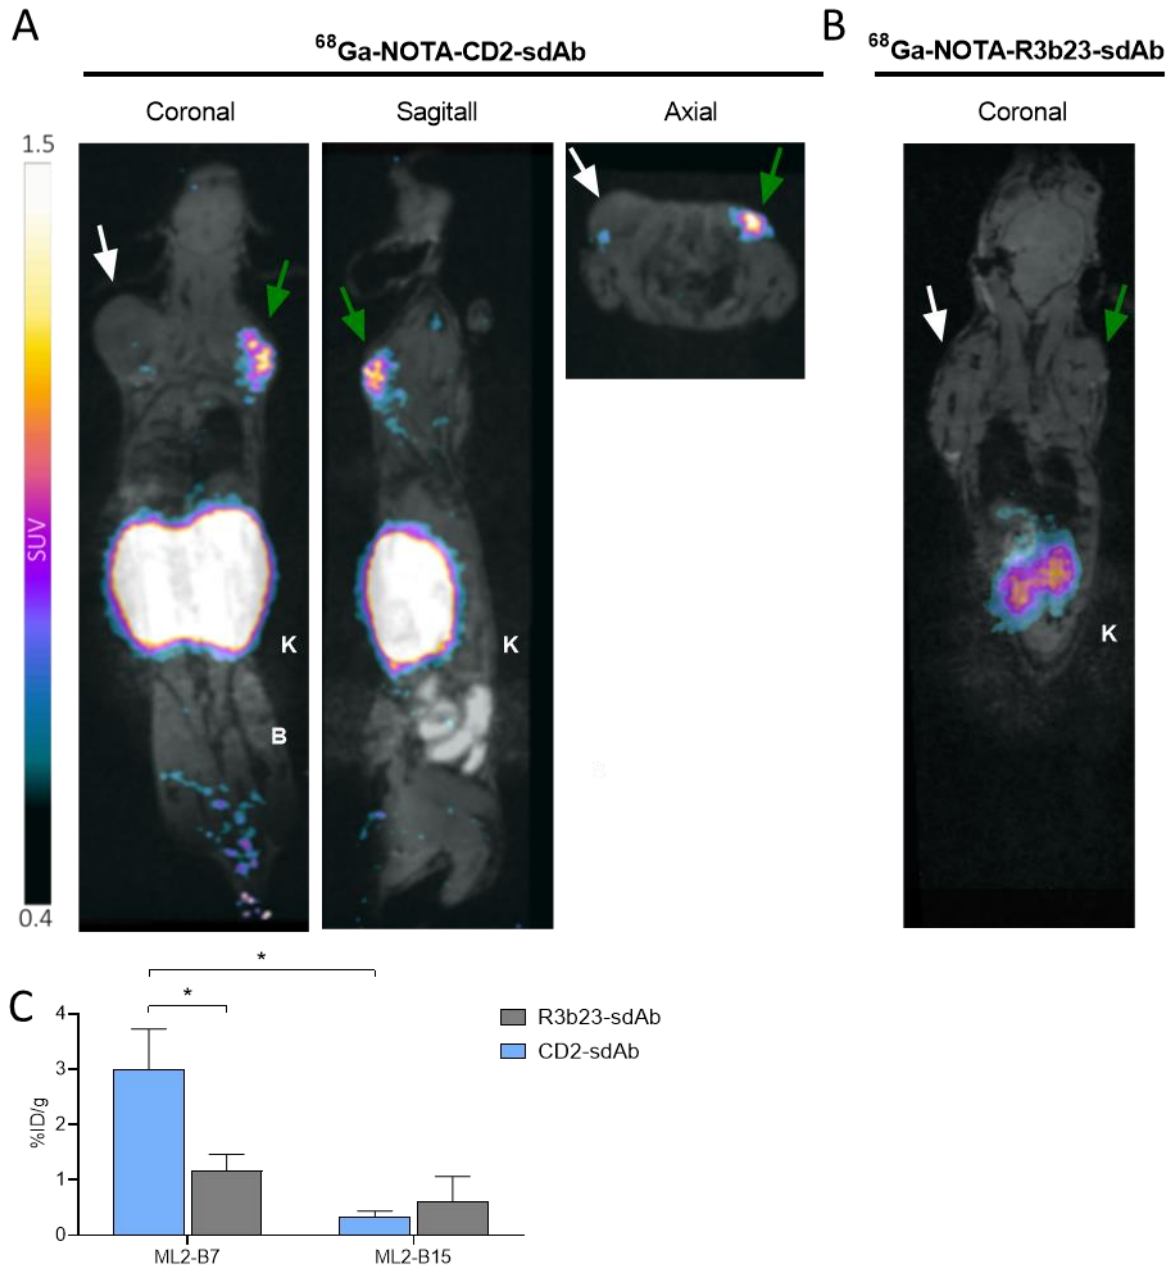 A
B
⁶⁸Ga-NOTA-CD2-sdAb
⁶⁸Ga-NOTA-R3b23-sdAb
Coronal
Sagitall
Axial
Coronal
1.5
SUV
0.4
K
B
K
B
K
*
*
C
4
3
2
1
0
%ID/g
R3b23-sdAb
CD2-sdAb
ML2-B7
ML2-B15